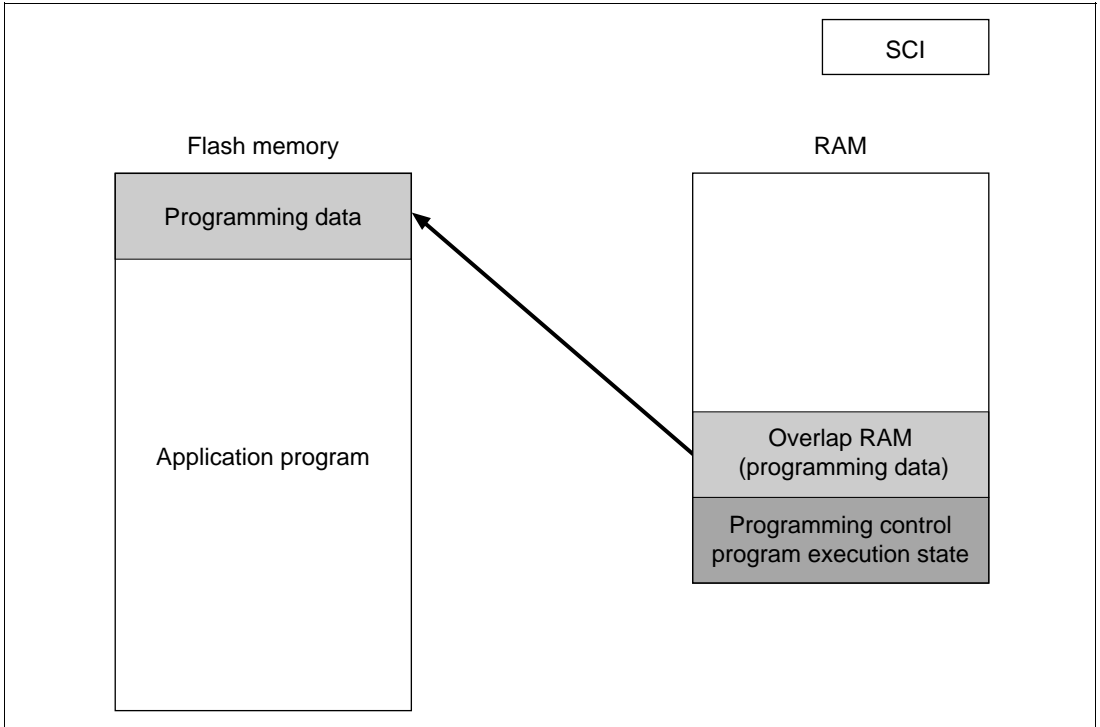 SCI
Flash memory
RAM
Programming data
Application program
Overlap RAM
(programming data)
Programming control
program execution state